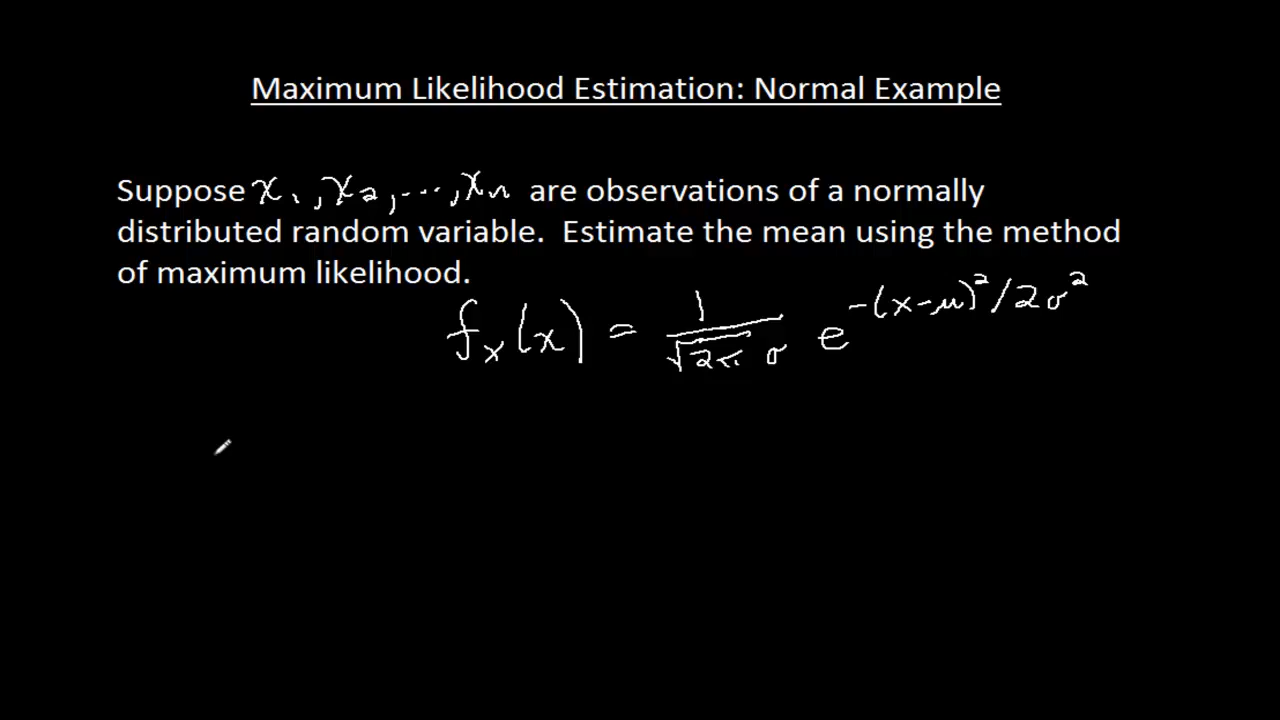 Maximum Likelihood Estimation: Normal Example
Suppose x₁, x₂, ..., xₙ are observations of a normally
distributed random variable. Estimate the mean using the method
of maximum likelihood.
fₓ(x) = 1/(√2π σ) e^(-(x-μ)²/2σ²)